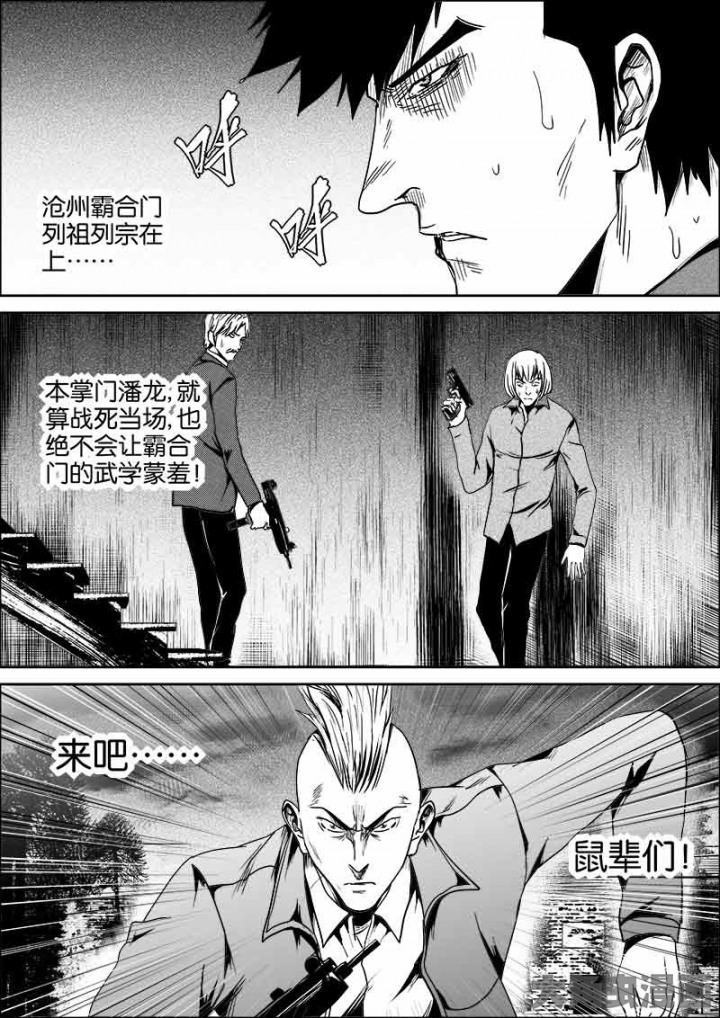 呼
呼
沧州霸合门
列祖列宗在
上……
本掌门潘龙,就
算战死当场,也
绝不会让霸合
门的武学蒙羞!
来吧……
鼠辈们!